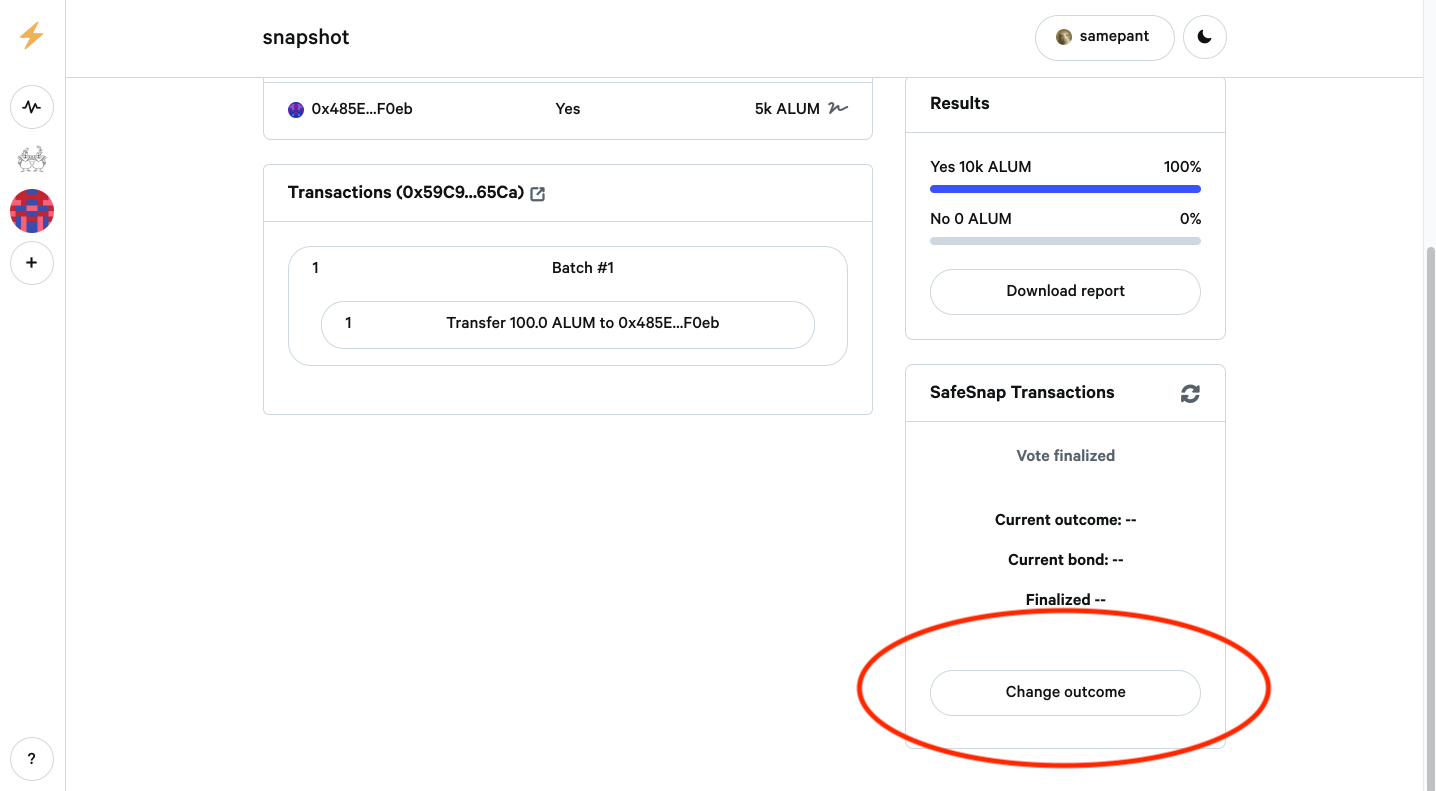 snapshot
samepant
0x485E...F0eb Yes 5k ALUM
Transactions (0x59C9...65Ca)
1 Batch #1
1 Transfer 100.0 ALUM to 0x485E...F0eb
Results
Yes 10k ALUM 100%
No 0 ALUM 0%
Download report
SafeSnap Transactions
Vote finalized
Current outcome: --
Current bond: --
Finalized --
Change outcome
+
?